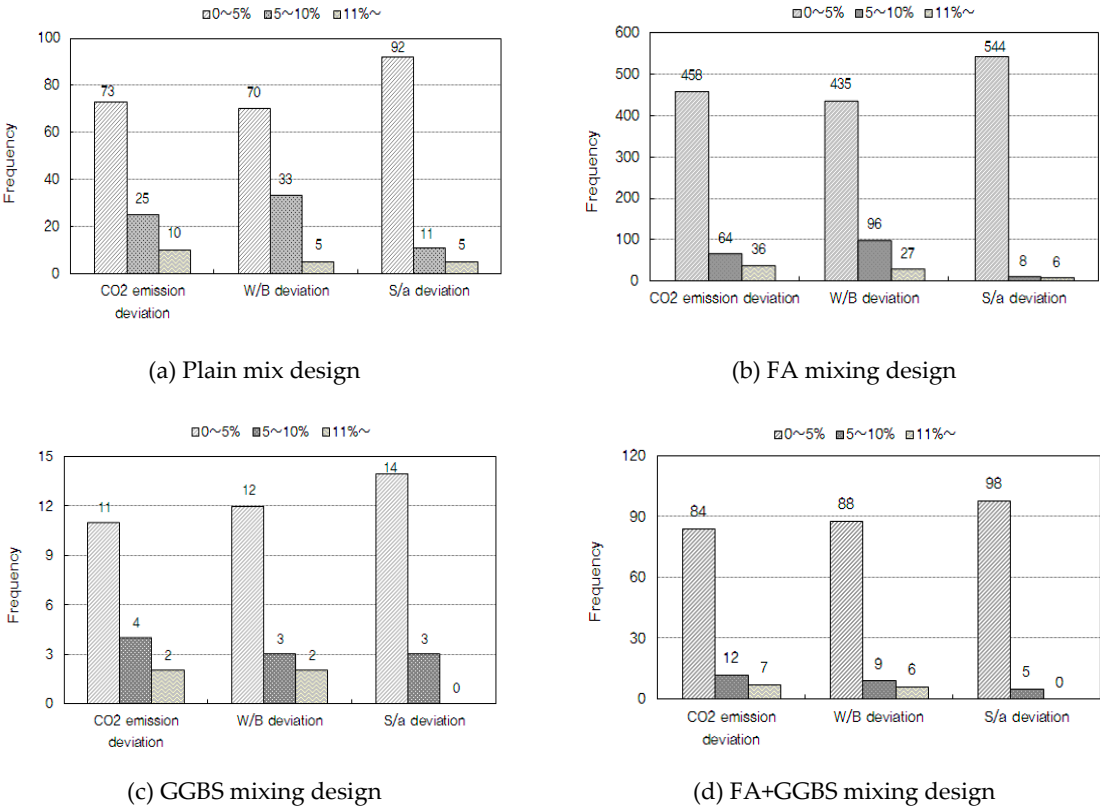 0～5% 5～10% 11%～
Frequency
100
80
60
40
20
0
73
25
10
70
33
5
92
11
5
CO2 emission
deviation
W/B deviation
S/a deviation
(a) Plain mix design
0～5% 5～10% 11%～
Frequency
600
500
400
300
200
100
0
458
64
36
435
96
27
544
8
6
CO2 emission deviation
W/B deviation
S/a deviation
(b) FA mixing design
0～5% 5～10% 11%～
Frequency
15
12
9
6
3
0
11
4
2
12
3
2
14
3
0
CO2 emission
deviation
W/B deviation
S/a deviation
(c) GGBS mixing design
0～5% 5～10% 11%～
Frequency
120
90
60
30
0
84
12
7
88
9
6
98
5
0
CO2 emission
deviation
W/B deviation
S/a deviation
(d) FA+GGBS mixing design